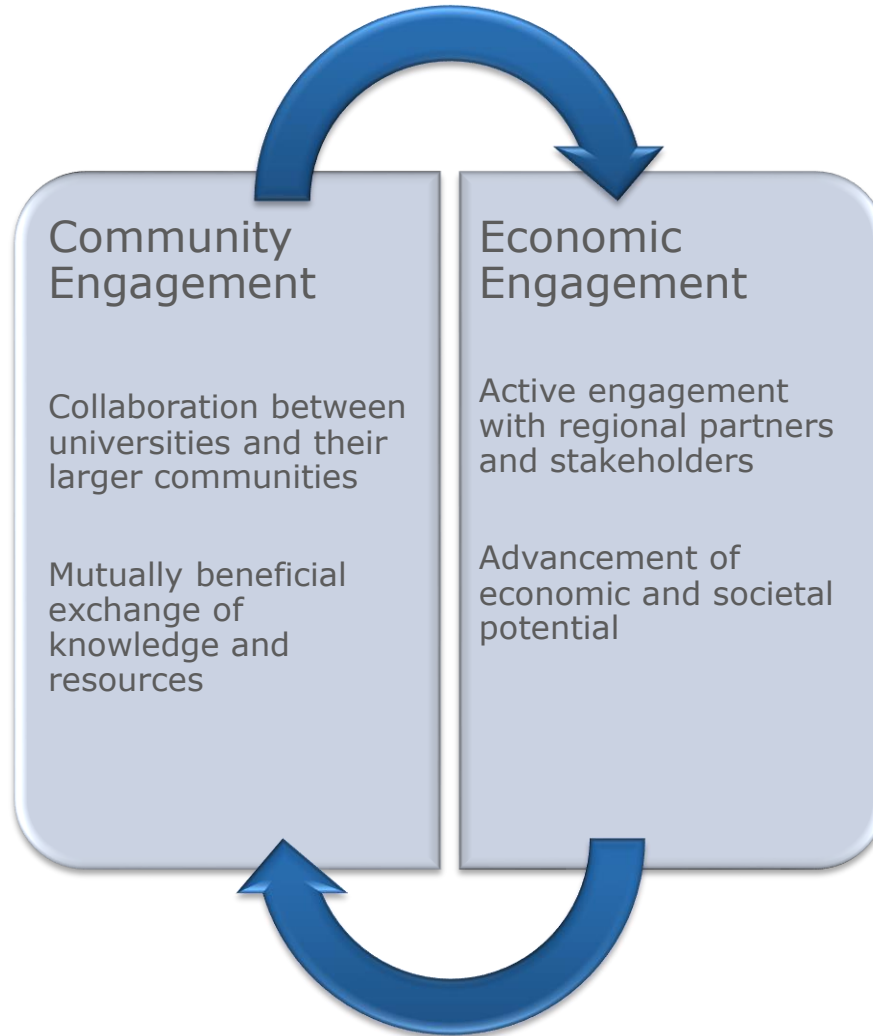 Community
Engagement
Collaboration between
universities and their
larger communities
Mutually beneficial
exchange of
knowledge and
resources
Economic
Engagement
Active engagement
with regional partners
and stakeholders
Advancement of
economic and societal
potential